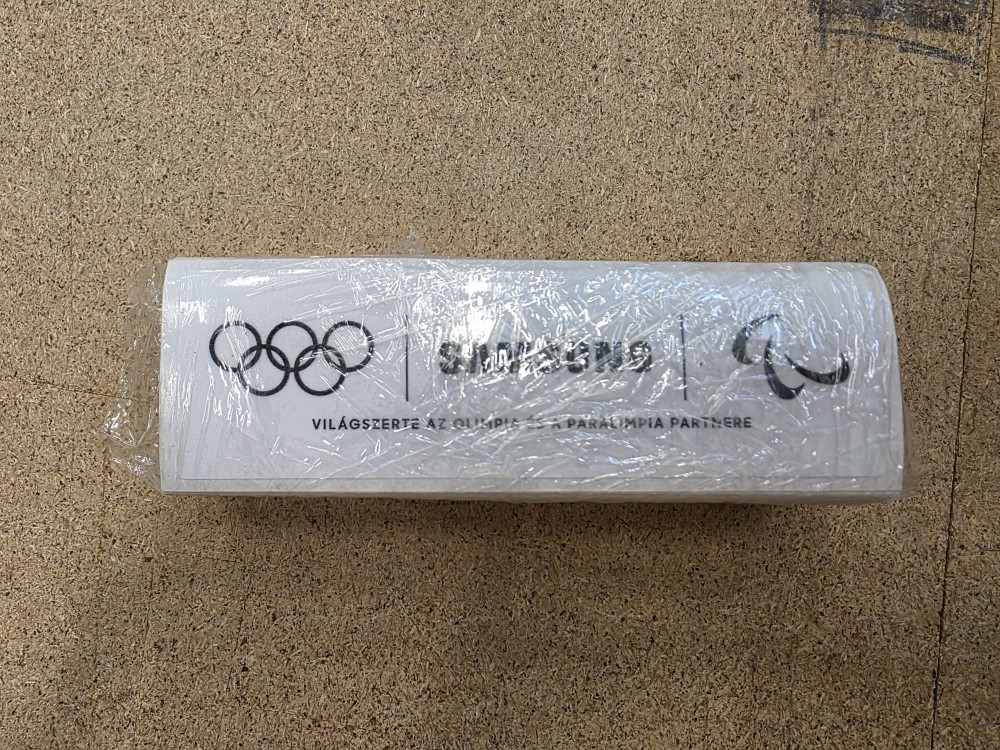 SAMSUNG
VILÁGSZERTE AZ OLIMPIA ÉS A PARALIMPIA PARTNERE